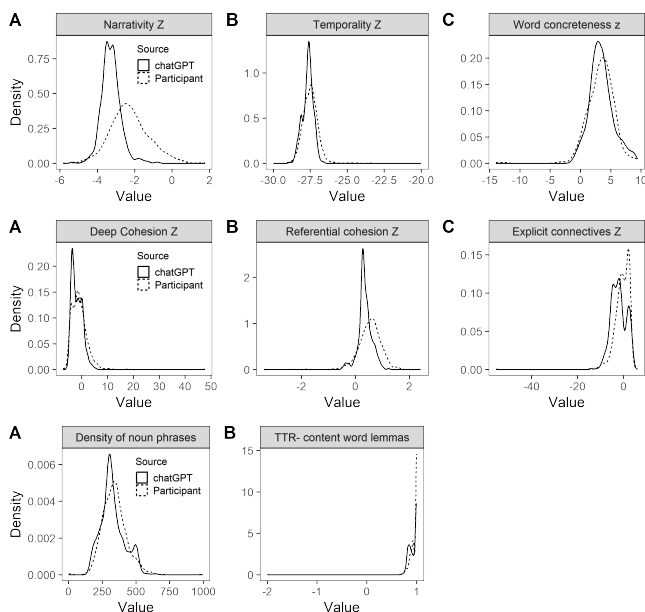 A
Narrativity Z
Source
chatGPT
Participant
Density
0.75
0.50
0.25
0.00
-6
-4
-2
0
2
Value
B
Temporality Z
1.0
0.5
0.0
-30.0
-27.5
-25.0
-22.5
-20.0
Value
C
Word concreteness z
0.20
0.15
0.10
0.05
0.00
-15
-10
-5
0
5
10
Value
A
Deep Cohesion Z
Source
chatGPT
Participant
Density
0.20
0.15
0.10
0.05
0.00
0
10
20
30
40
50
Value
B
Referential cohesion Z
2
1
0
-2
0
2
Value
C
Explicit connectives Z
0.15
0.10
0.05
0.00
-40
-20
0
Value
A
Density of noun phrases
Source
chatGPT
Participant
Density
0.006
0.004
0.002
0.000
0
250
500
750
1000
Value
B
TTR- content word lemmas
15
10
5
0
-2
-1
0
1
Value